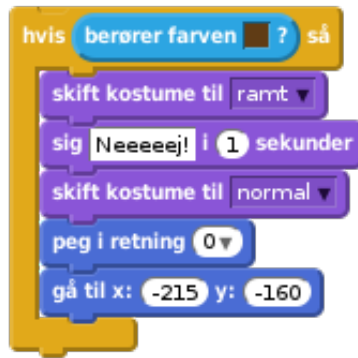 hvis berører farven ? så
skift kostume til ramt
sig Neeeeej! i 1 sekunder
skift kostume til normal
peg i retning 0
gå til x: -215 y: -160